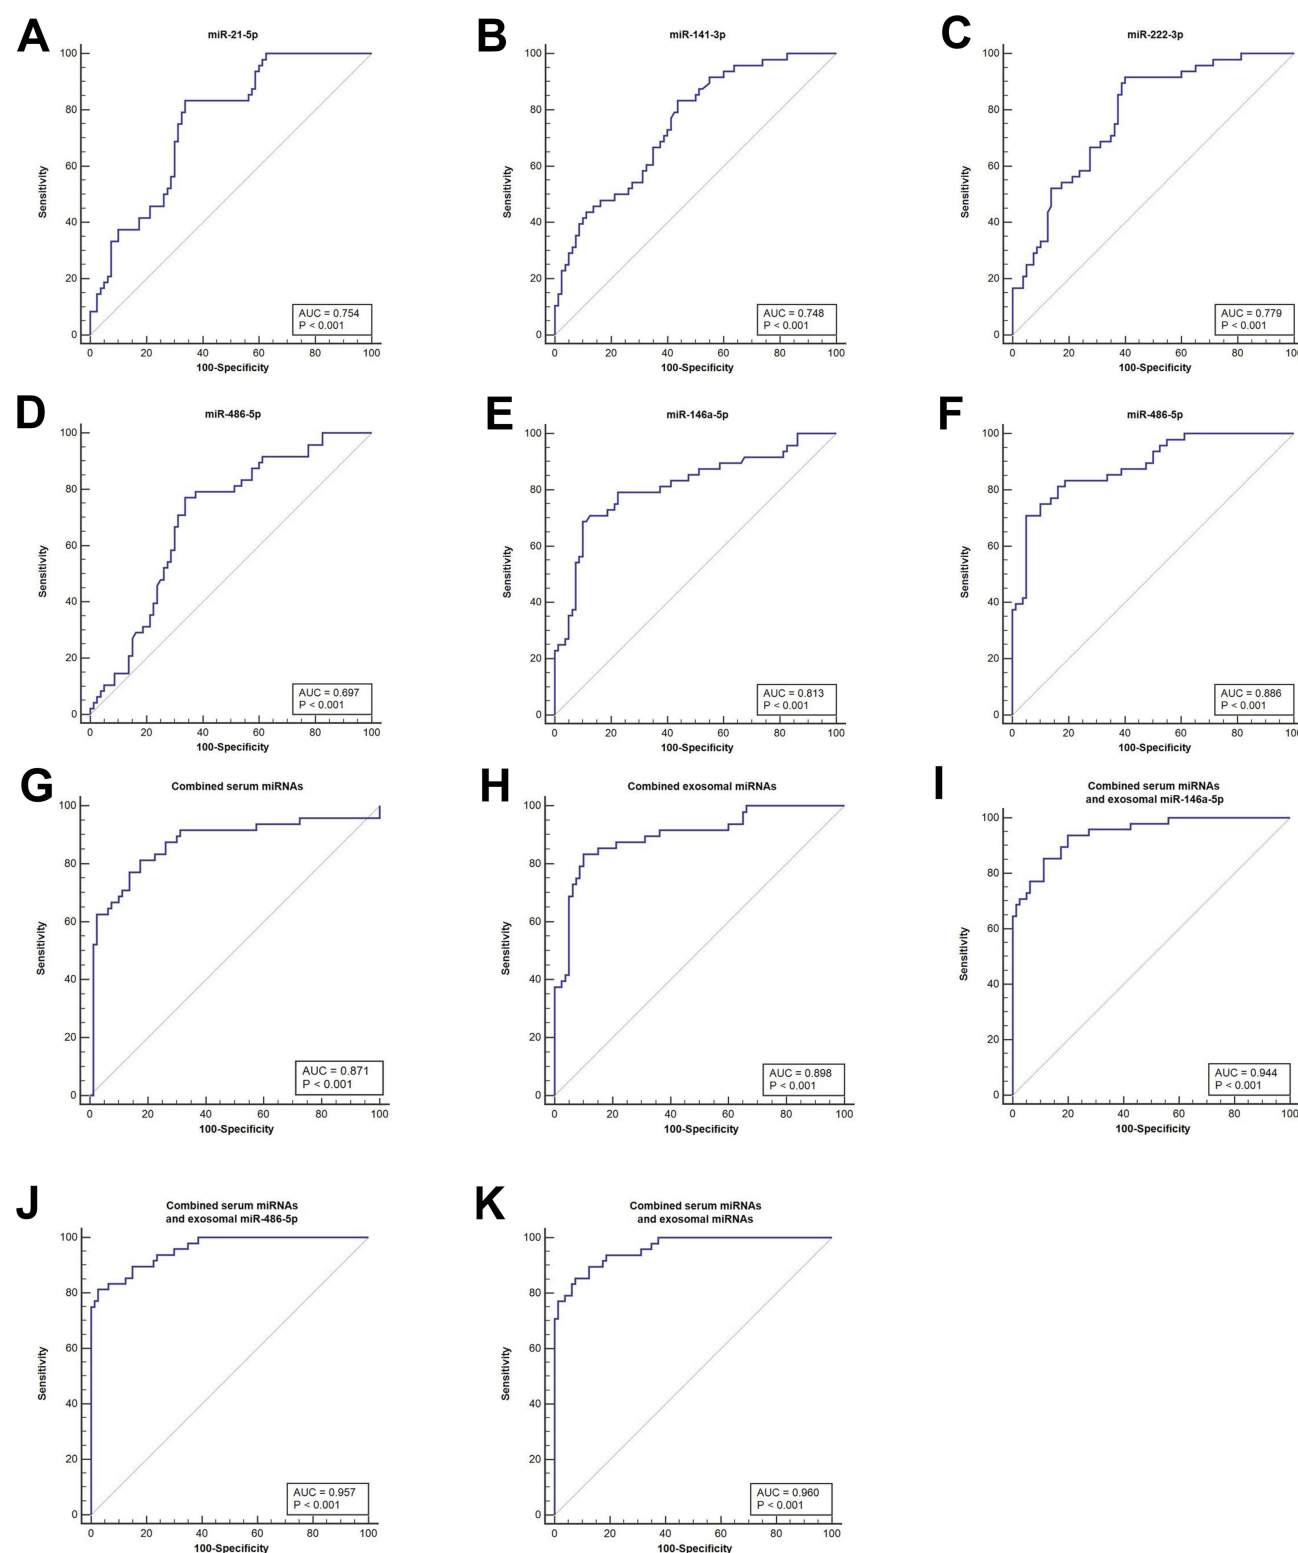 A
miR-21-5p
100
80
60
40
20
0
Sensitivity
AUC = 0.754
P < 0.001
0 20 40 60 80 100
100-Specificity
B
miR-141-3p
100
80
60
40
20
0
Sensitivity
AUC = 0.748
P < 0.001
0 20 40 60 80 100
100-Specificity
C
miR-222-3p
100
80
60
40
20
0
Sensitivity
AUC = 0.779
P < 0.001
0 20 40 60 80 100
100-Specificity
D
miR-486-5p
100
80
60
40
20
0
Sensitivity
AUC = 0.697
P < 0.001
0 20 40 60 80 100
100-Specificity
E
miR-146a-5p
100
80
60
40
20
0
Sensitivity
AUC = 0.813
P < 0.001
0 20 40 60 80 100
100-Specificity
F
miR-486-5p
100
80
60
40
20
0
Sensitivity
AUC = 0.886
P < 0.001
0 20 40 60 80 100
100-Specificity
G
Combined serum miRNAs
100
80
60
40
20
0
Sensitivity
AUC = 0.871
P < 0.001
0 20 40 60 80 100
100-Specificity
H
Combined exosomal miRNAs
100
80
60
40
20
0
Sensitivity
AUC = 0.898
P < 0.001
0 20 40 60 80 100
100-Specificity
I
Combined serum miRNAs
and exosomal miR-146a-5p
100
80
60
40
20
0
Sensitivity
AUC = 0.944
P < 0.001
0 20 40 60 80 100
100-Specificity
J
Combined serum miRNAs
and exosomal miR-486-5p
100
80
60
40
20
0
Sensitivity
AUC = 0.957
P < 0.001
0 20 40 60 80 100
100-Specificity
K
Combined serum miRNAs
and exosomal miRNAs
100
80
60
40
20
0
Sensitivity
AUC = 0.960
P < 0.001
0 20 40 60 80 100
100-Specificity